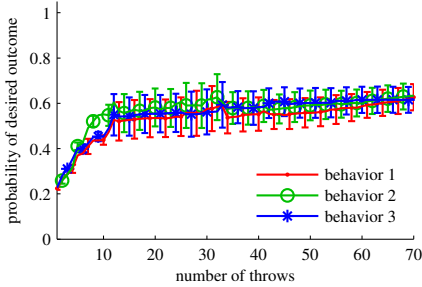 1
0.8
0.6
0.4
0.2
0
probability of desired outcome
behavior 1
behavior 2
behavior 3
10 20 30 40 50 60 70
number of throws